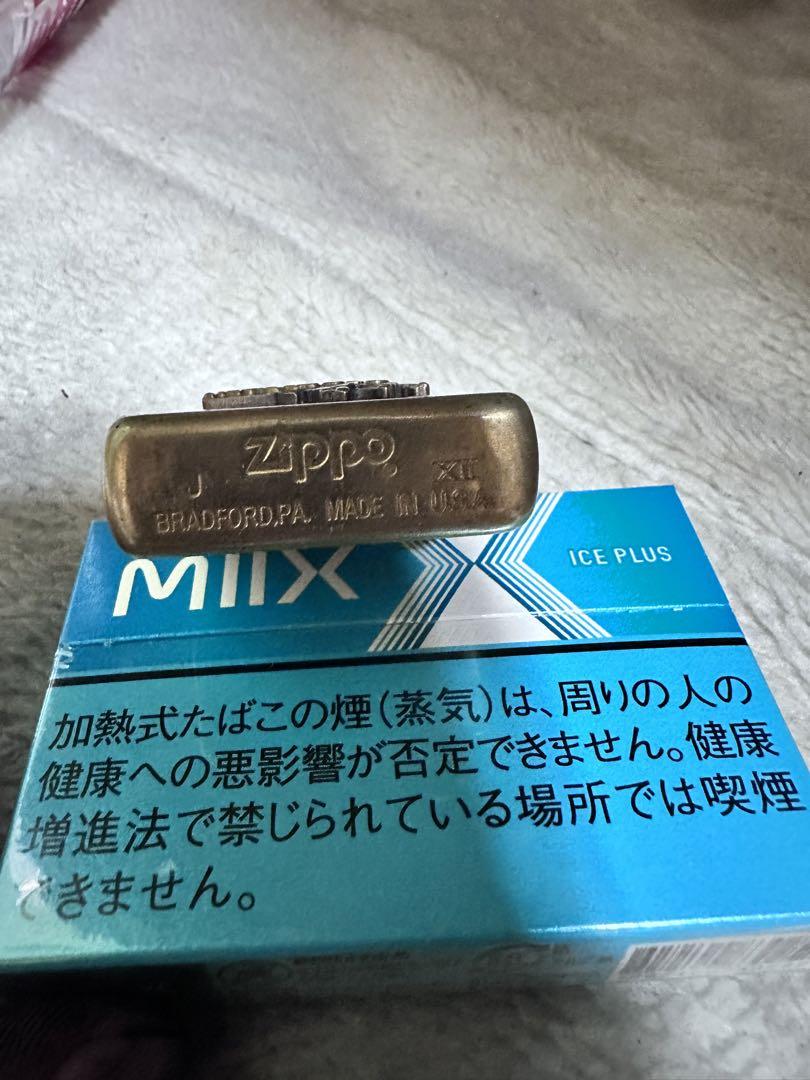 Zippo
J XII
BRADFORD,PA. MADE IN U.S.A.
MIIX ICE PLUS
加熱式たばこの煙(蒸気)は、周りの人の
健康への悪影響が否定できません。健康
増進法で禁じられている場所では喫煙
できません。